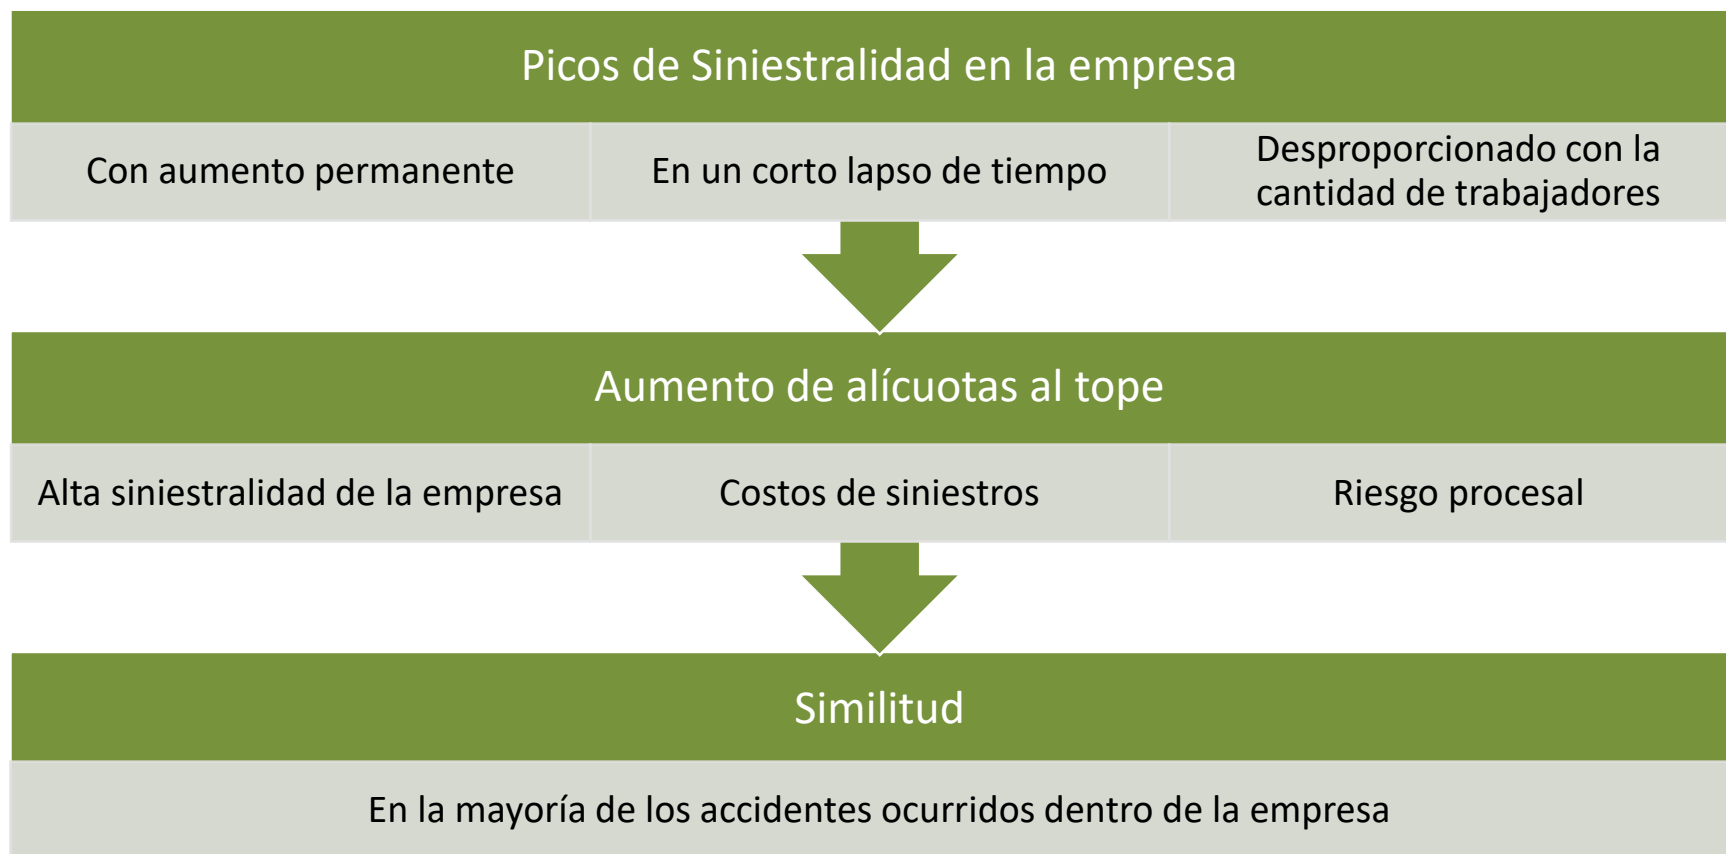 Picos de Siniestralidad en la empresa
Con aumento permanente
En un corto lapso de tiempo
Desproporcionado con la
cantidad de trabajadores
Aumento de alícuotas al tope
Alta siniestralidad de la empresa
Costos de siniestros
Riesgo procesal
Similitud
En la mayoría de los accidentes ocurridos dentro de la empresa